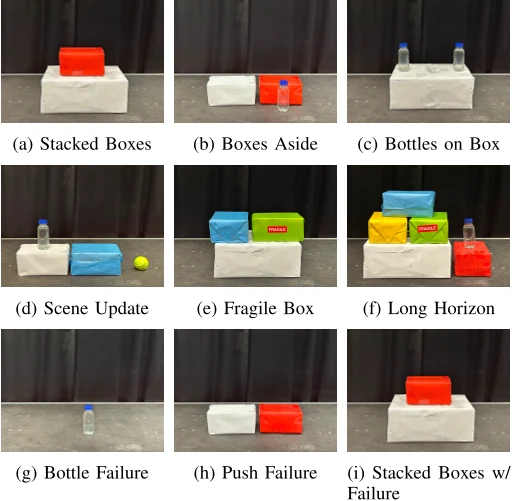 (a) Stacked Boxes
(b) Boxes Aside
(c) Bottles on Box
FRAGILE
FRAGILE
(d) Scene Update
(e) Fragile Box
(f) Long Horizon
(g) Bottle Failure
(h) Push Failure
(i) Stacked Boxes w/
Failure